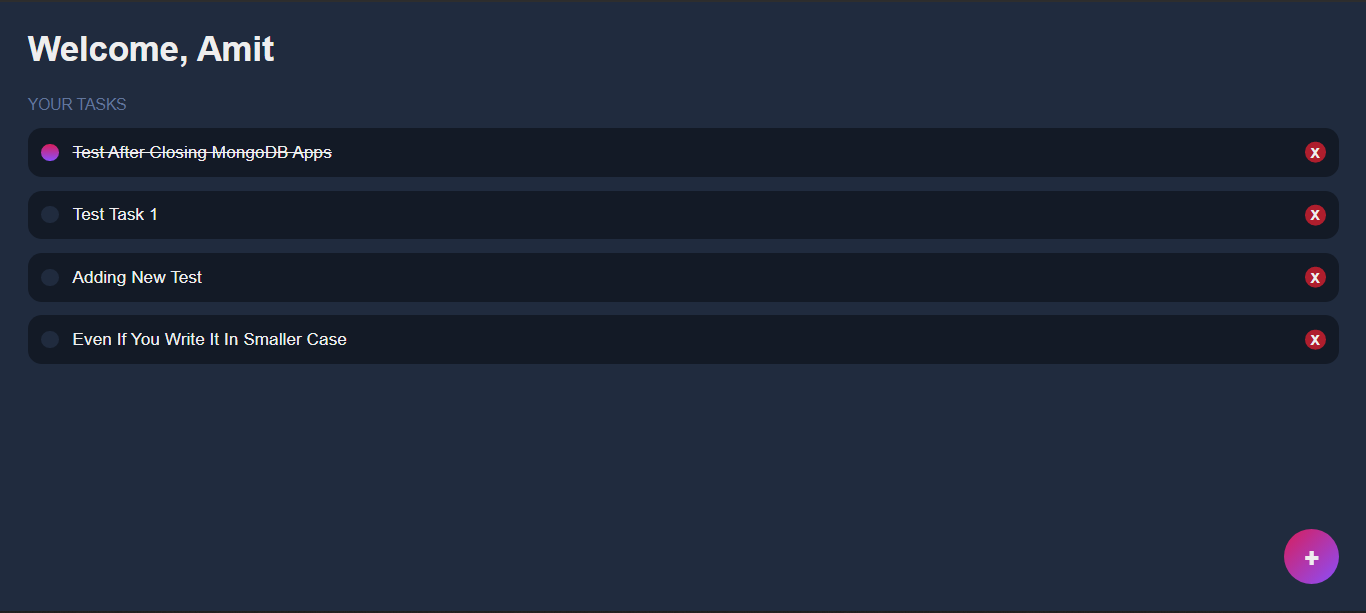 Welcome, Amit
YOUR TASKS
Test After Closing MongoDB Apps
x
Test Task 1
x
Adding New Test
x
Even If You Write It In Smaller Case
x
+